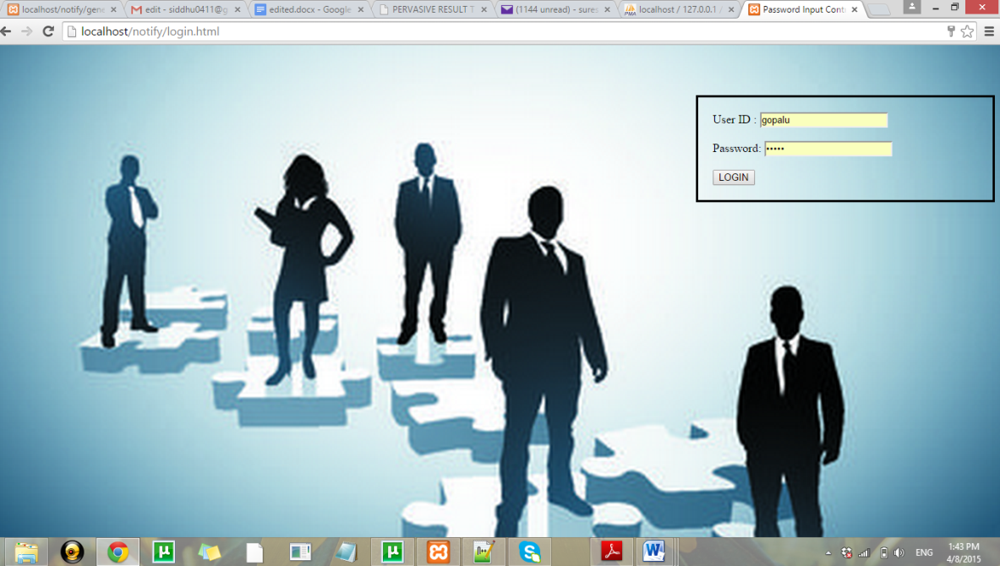 localhost/notify/gene
edit - siddhu0411@g
edited.docx - Google
PERVASIVE RESULT T
(1144 unread) - sures
localhost / 127.0.0.1 /
Password Input Cont
localhost/notify/login.html
User ID : gopalu
Password: •••••
LOGIN
ENG
1:43 PM
4/8/2015